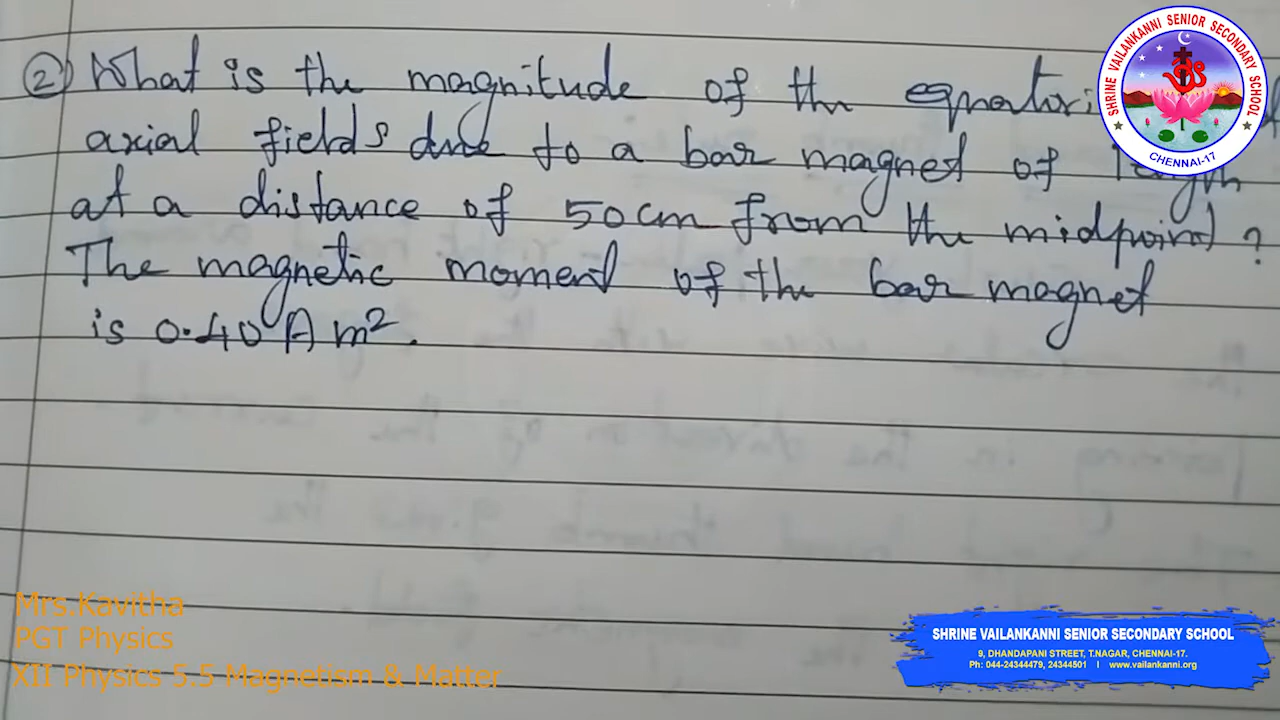 ② What is the magnitude of the
axial fields due to a bar magnet of length
at a distance of 50cm from the midpoint?
The magnetic moment of the bar magnet
is 0.40 A m².
SHRINE VAILANKANNI SENIOR SECONDARY SCHOOL
CHENNAI-17
Mrs.Kavitha
PGT Physics
XII Physics 5.5 Magnetism & Matter
SHRINE VAILANKANNI SENIOR SECONDARY SCHOOL
9, DHANDAPANI STREET, T.NAGAR, CHENNAI-17.
Ph: 044-24344479, 24344501 I www.vailankanni.org